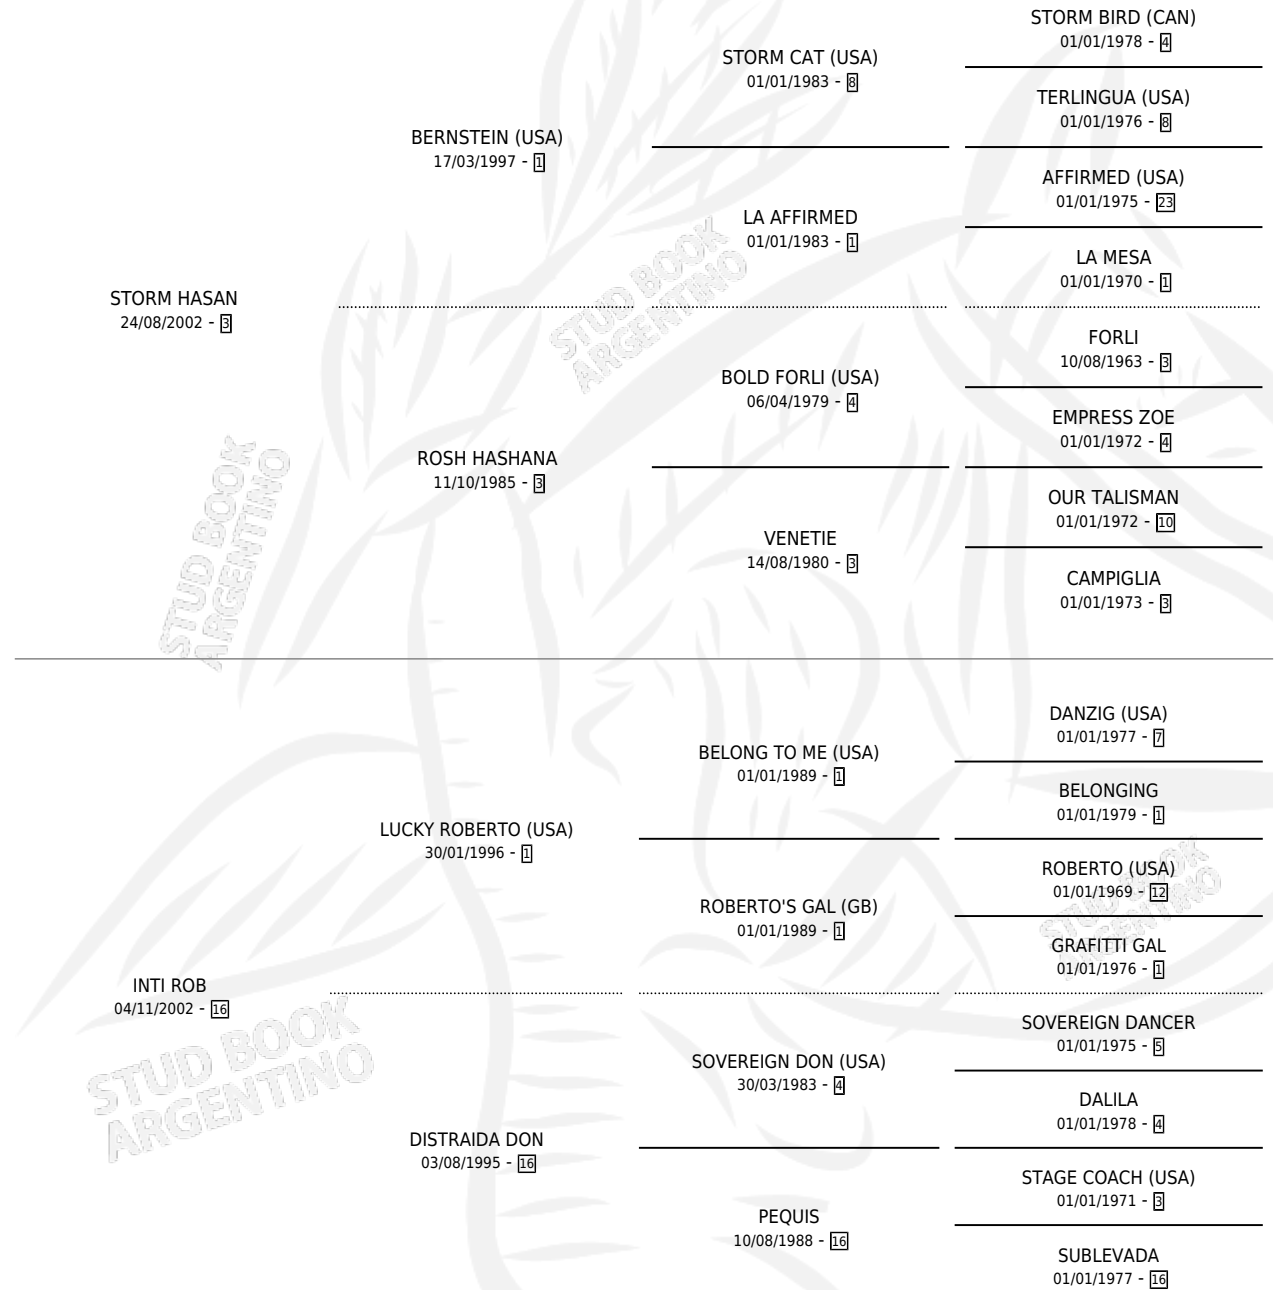 STORM BIRD (CAN)
01/01/1978 - 4
STORM CAT (USA)
01/01/1983 - 8
TERLINGUA (USA)
01/01/1976 - 8
BERNSTEIN (USA)
17/03/1997 - 1
AFFIRMED (USA)
01/01/1975 - 23
LA AFFIRMED
01/01/1983 - 1
LA MESA
01/01/1970 - 1
STORM HASAN
24/08/2002 - 3
FORLI
10/08/1963 - 3
BOLD FORLI (USA)
06/04/1979 - 4
EMPRESS ZOE
01/01/1972 - 4
ROSH HASHANA
11/10/1985 - 3
OUR TALISMAN
01/01/1972 - 10
VENETIE
14/08/1980 - 3
CAMPIGLIA
01/01/1973 - 3
DANZIG (USA)
01/01/1977 - 7
BELONG TO ME (USA)
01/01/1989 - 1
BELONGING
01/01/1979 - 1
LUCKY ROBERTO (USA)
30/01/1996 - 1
ROBERTO (USA)
01/01/1969 - 12
ROBERTO'S GAL (GB)
01/01/1989 - 1
GRAFITTI GAL
01/01/1976 - 1
INTI ROB
04/11/2002 - 16
SOVEREIGN DANCER
01/01/1975 - 5
SOVEREIGN DON (USA)
30/03/1983 - 4
DALILA
01/01/1978 - 4
DISTRAIDA DON
03/08/1995 - 16
STAGE COACH (USA)
01/01/1971 - 3
PEQUIS
10/08/1988 - 16
SUBLEVADA
01/01/1977 - 16
STUD BOOK
ARGENTINO
STUD BOOK
ARGENTINO
STUD BOOK
ARGENTINO
STUD BOOK
ARGENTINO